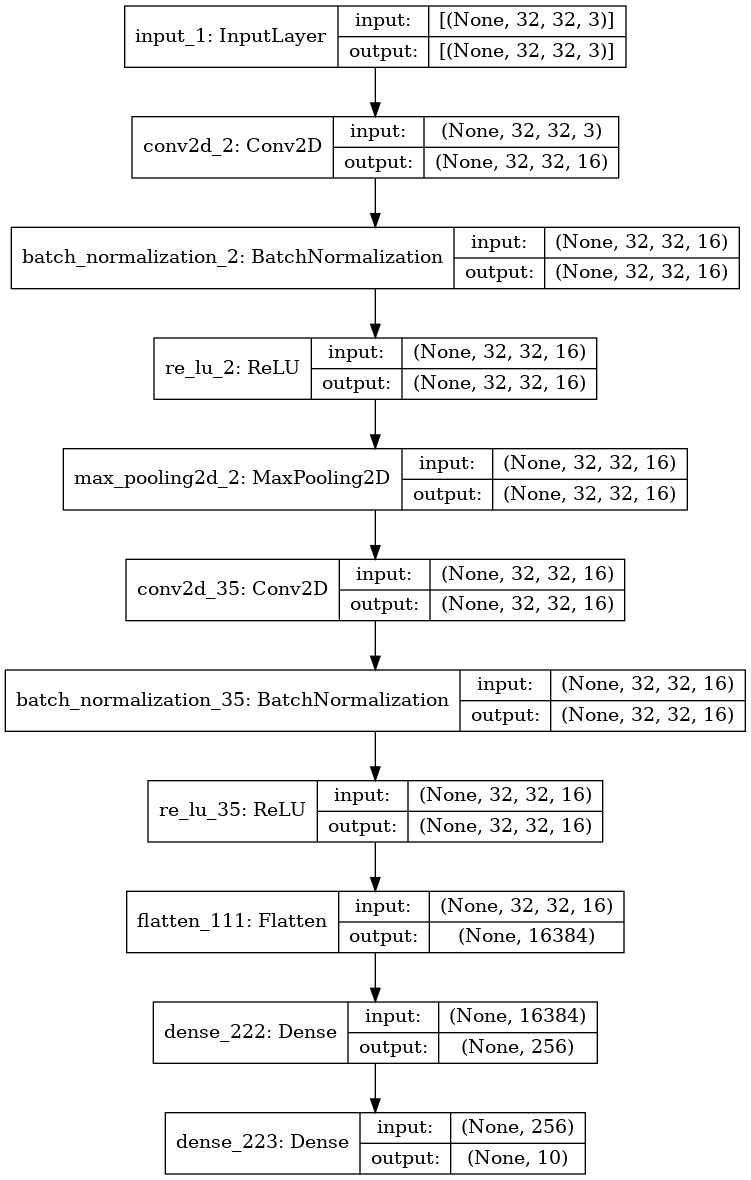 input_1: InputLayer
input: [(None, 32, 32, 3)]
output: [(None, 32, 32, 3)]
conv2d_2: Conv2D
input: (None, 32, 32, 3)
output: (None, 32, 32, 16)
batch_normalization_2: BatchNormalization
input: (None, 32, 32, 16)
output: (None, 32, 32, 16)
re_lu_2: ReLU
input: (None, 32, 32, 16)
output: (None, 32, 32, 16)
max_pooling2d_2: MaxPooling2D
input: (None, 32, 32, 16)
output: (None, 32, 32, 16)
conv2d_35: Conv2D
input: (None, 32, 32, 16)
output: (None, 32, 32, 16)
batch_normalization_35: BatchNormalization
input: (None, 32, 32, 16)
output: (None, 32, 32, 16)
re_lu_35: ReLU
input: (None, 32, 32, 16)
output: (None, 32, 32, 16)
flatten_111: Flatten
input: (None, 32, 32, 16)
output: (None, 16384)
dense_222: Dense
input: (None, 16384)
output: (None, 256)
dense_223: Dense
input: (None, 256)
output: (None, 10)